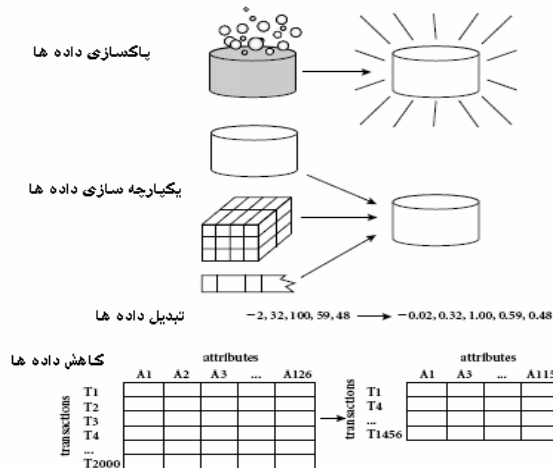 پاکسازی داده ها
یکپارچه سازی داده ها
تبدیل داده ها
−2, 32, 100, 59, 48
−0.02, 0.32, 1.00, 0.59, 0.48
کاهش داده ها
attributes
A1 A2 A3 ... A126
transactions
T1
T2
T3
T4
...
T2000
attributes
A1 A3 ... A115
transactions
T1
T4
...
T1456